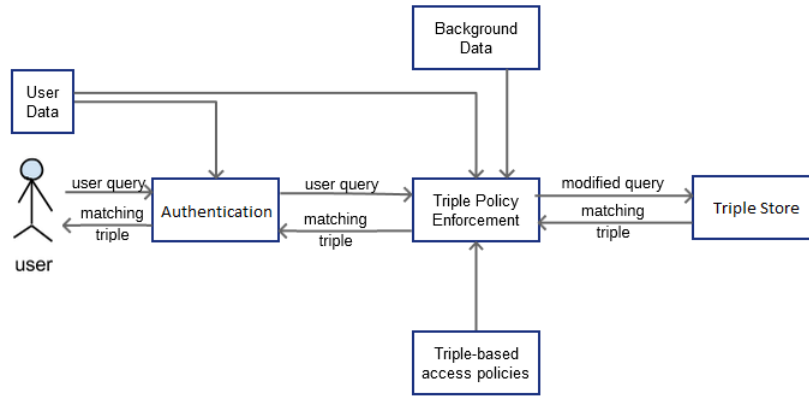 Background
Data
User
Data
user query
user query
modified query
Authentication
Triple Policy
Enforcement
Triple Store
matching
triple
matching
triple
matching
triple
user
Triple-based
access policies